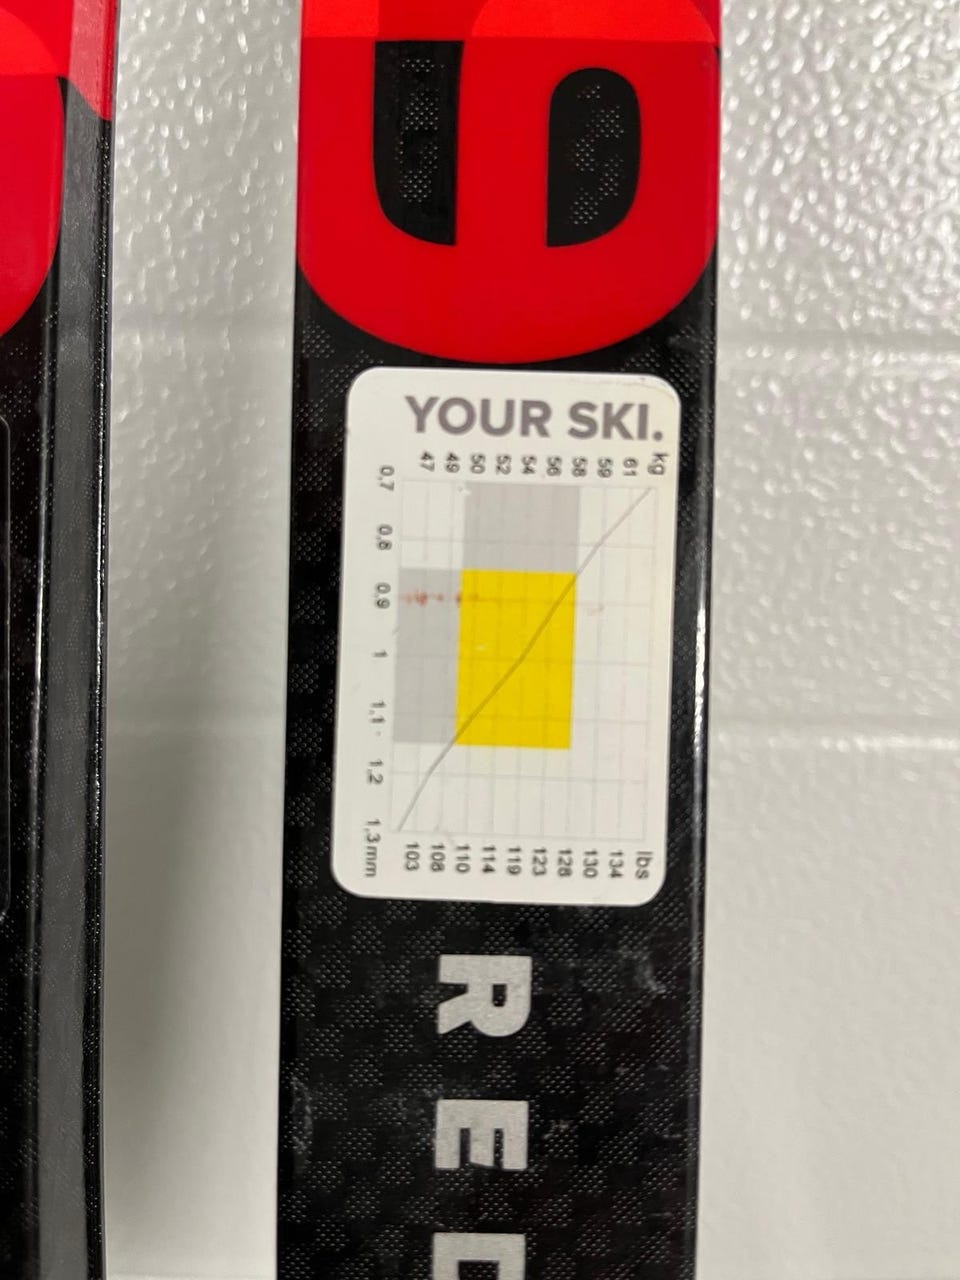 YOUR SKI.
47 49 50 52 54 56 58 59 61 kg
0,7
0,8
0,9
1
1,1
1,2
1,3mm
103 108 110 114 119 123 128 130 134 lbs
RE